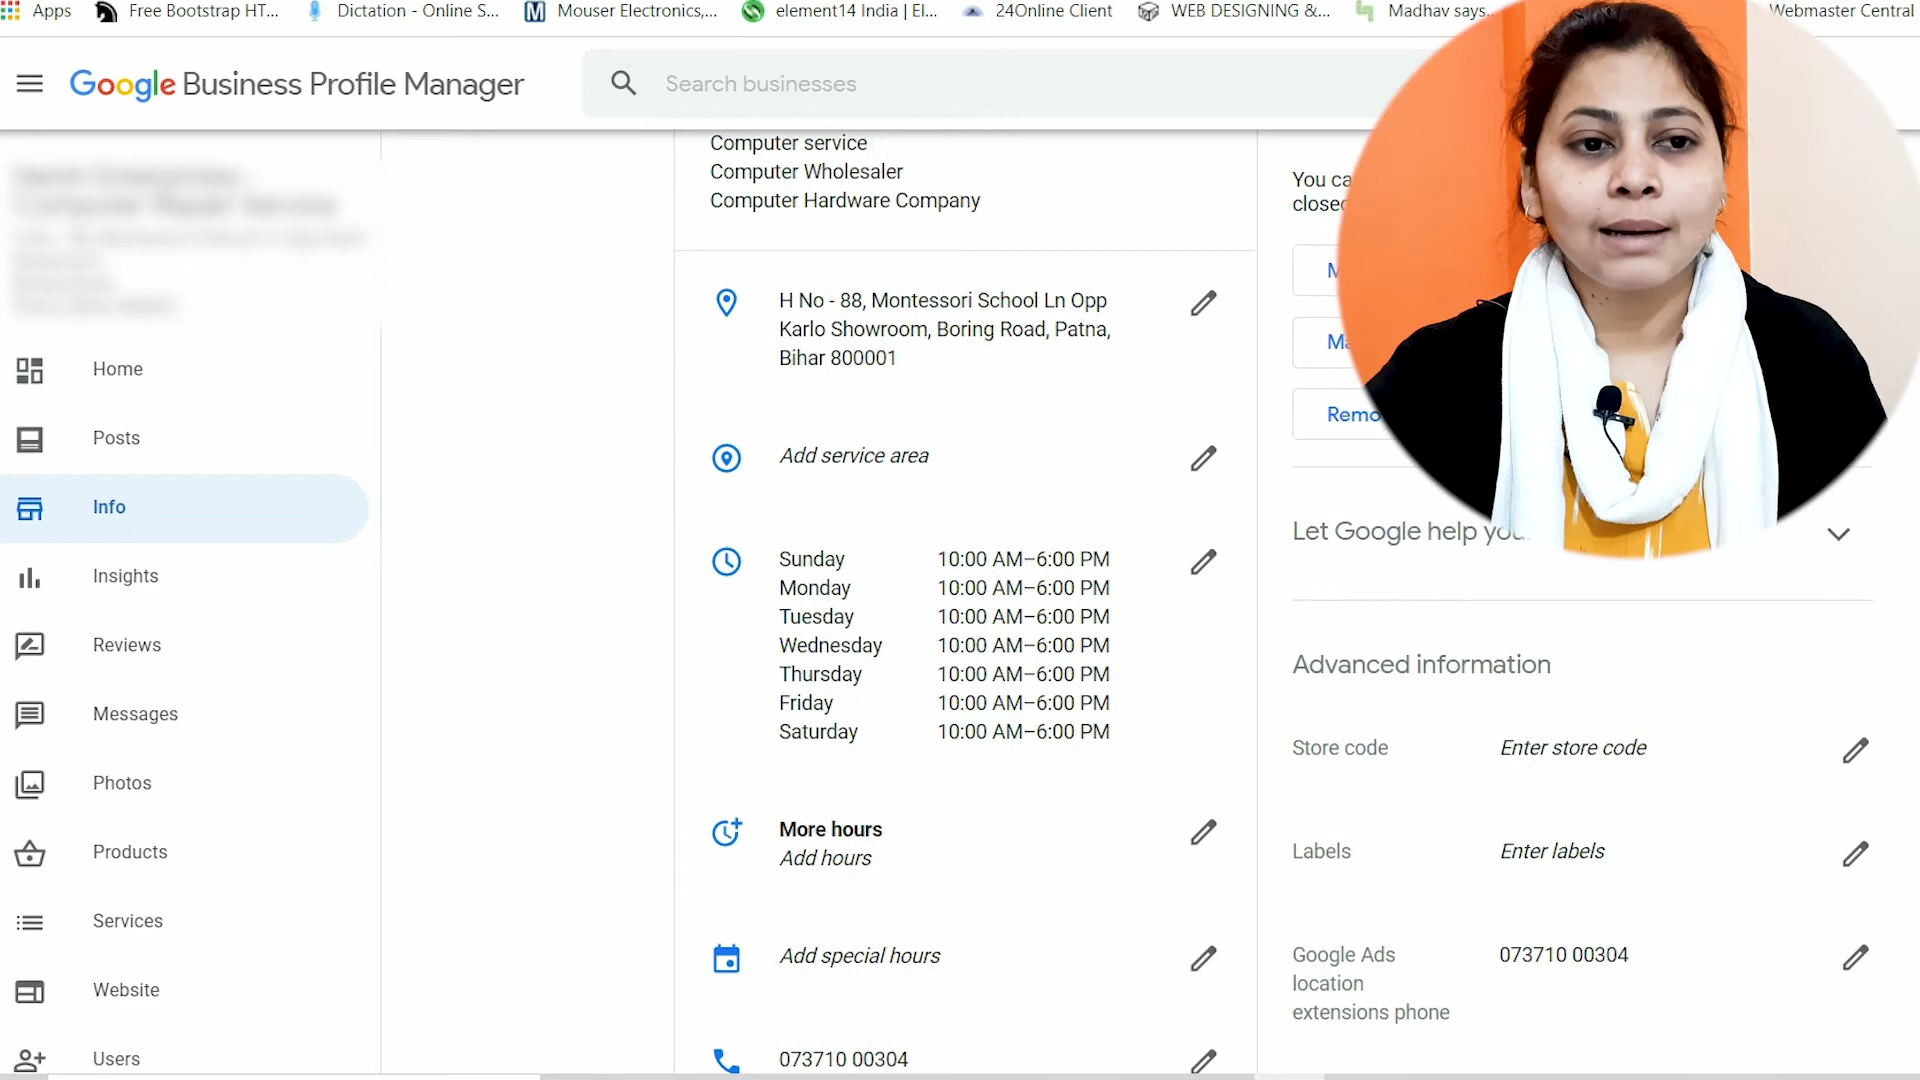 Apps
Free Bootstrap HT...
Dictation - Online S...
Mouser Electronics,...
element14 India | El...
24Online Client
WEB DESIGNING &...
Madhav says...
Webmaster Central
Google Business Profile Manager
Search businesses
Home
Posts
Info
Insights
Reviews
Messages
Photos
Products
Services
Website
Users
Computer service
Computer Wholesaler
Computer Hardware Company
H No - 88, Montessori School Ln Opp
Karlo Showroom, Boring Road, Patna,
Bihar 800001
Add service area
Sunday 10:00 AM–6:00 PM
Monday 10:00 AM–6:00 PM
Tuesday 10:00 AM–6:00 PM
Wednesday 10:00 AM–6:00 PM
Thursday 10:00 AM–6:00 PM
Friday 10:00 AM–6:00 PM
Saturday 10:00 AM–6:00 PM
More hours
Add hours
Add special hours
073710 00304
You
Let Google help
Advanced information
Store code Enter store code
Labels Enter labels
Google Ads 073710 00304
location
extensions phone